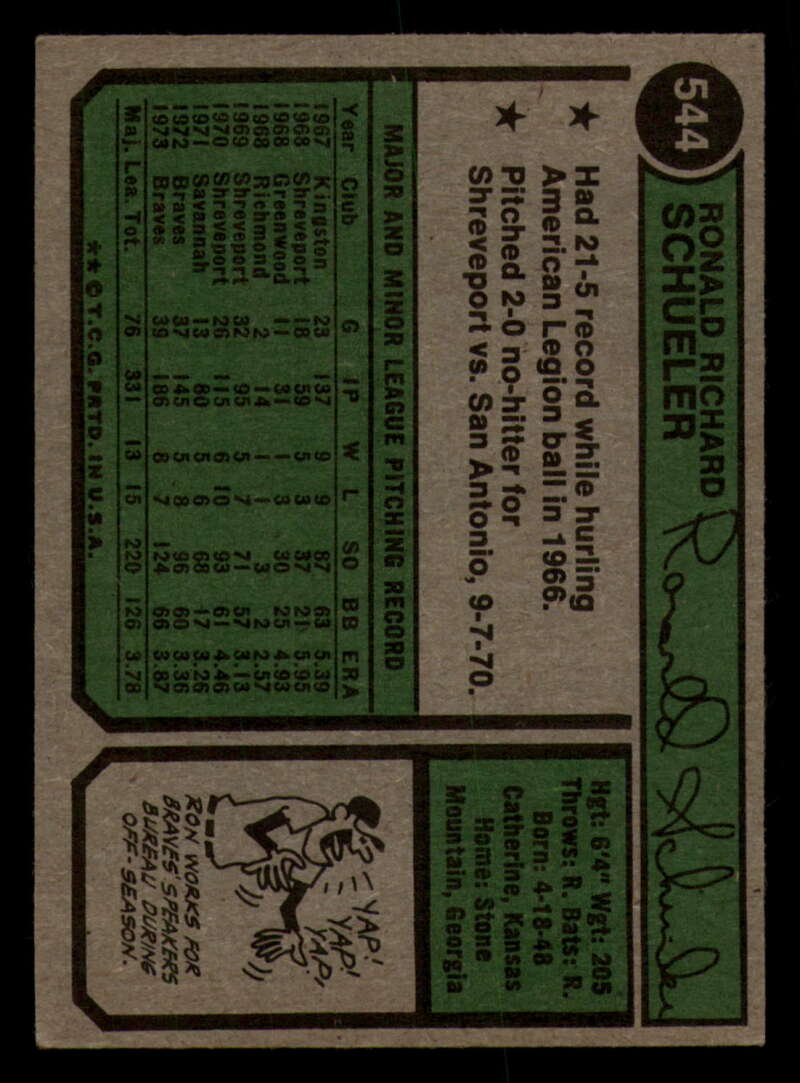 544
RONALD RICHARD
SCHUELER
Ronald Schueler
★ Had 21-5 record while hurling
American Legion ball in 1966.
★ Pitched 2-0 no-hitter for
Shreveport vs. San Antonio, 9-7-70.
MAJOR AND MINOR LEAGUE PITCHING RECORD
Year Club G IP W L SO BB ERA
1967 Kingston 23 137 9 9 87 63 5.39
1968 Shreveport 18 59 5 3 37 21 5.95
1968 Greenwood 11 31 1 3 30 25 4.93
1968 Richmond 2 14 1 1 3 2 2.57
1969 Shreveport 32 95 5 7 71 57 3.13
1970 Shreveport 26 115 6 10 93 61 4.46
1971 Savannah 13 80 5 6 68 17 3.26
1972 Braves 37 145 5 8 96 60 3.36
1973 Braves 39 186 8 7 124 66 3.87
Maj. Lea. Tot. 76 331 13 15 220 126 3.78
**© T.C.G. PRTD. IN U.S.A.
Hgt: 6'4" Wgt: 205
Throws: R. Bats: R.
Born: 4-18-48
Catherine, Kansas
Home: Stone
Mountain, Georgia
YAP!
YAP!
YAP,
RON WORKS FOR
BRAVES' SPEAKERS
BUREAU DURING
OFF-SEASON.